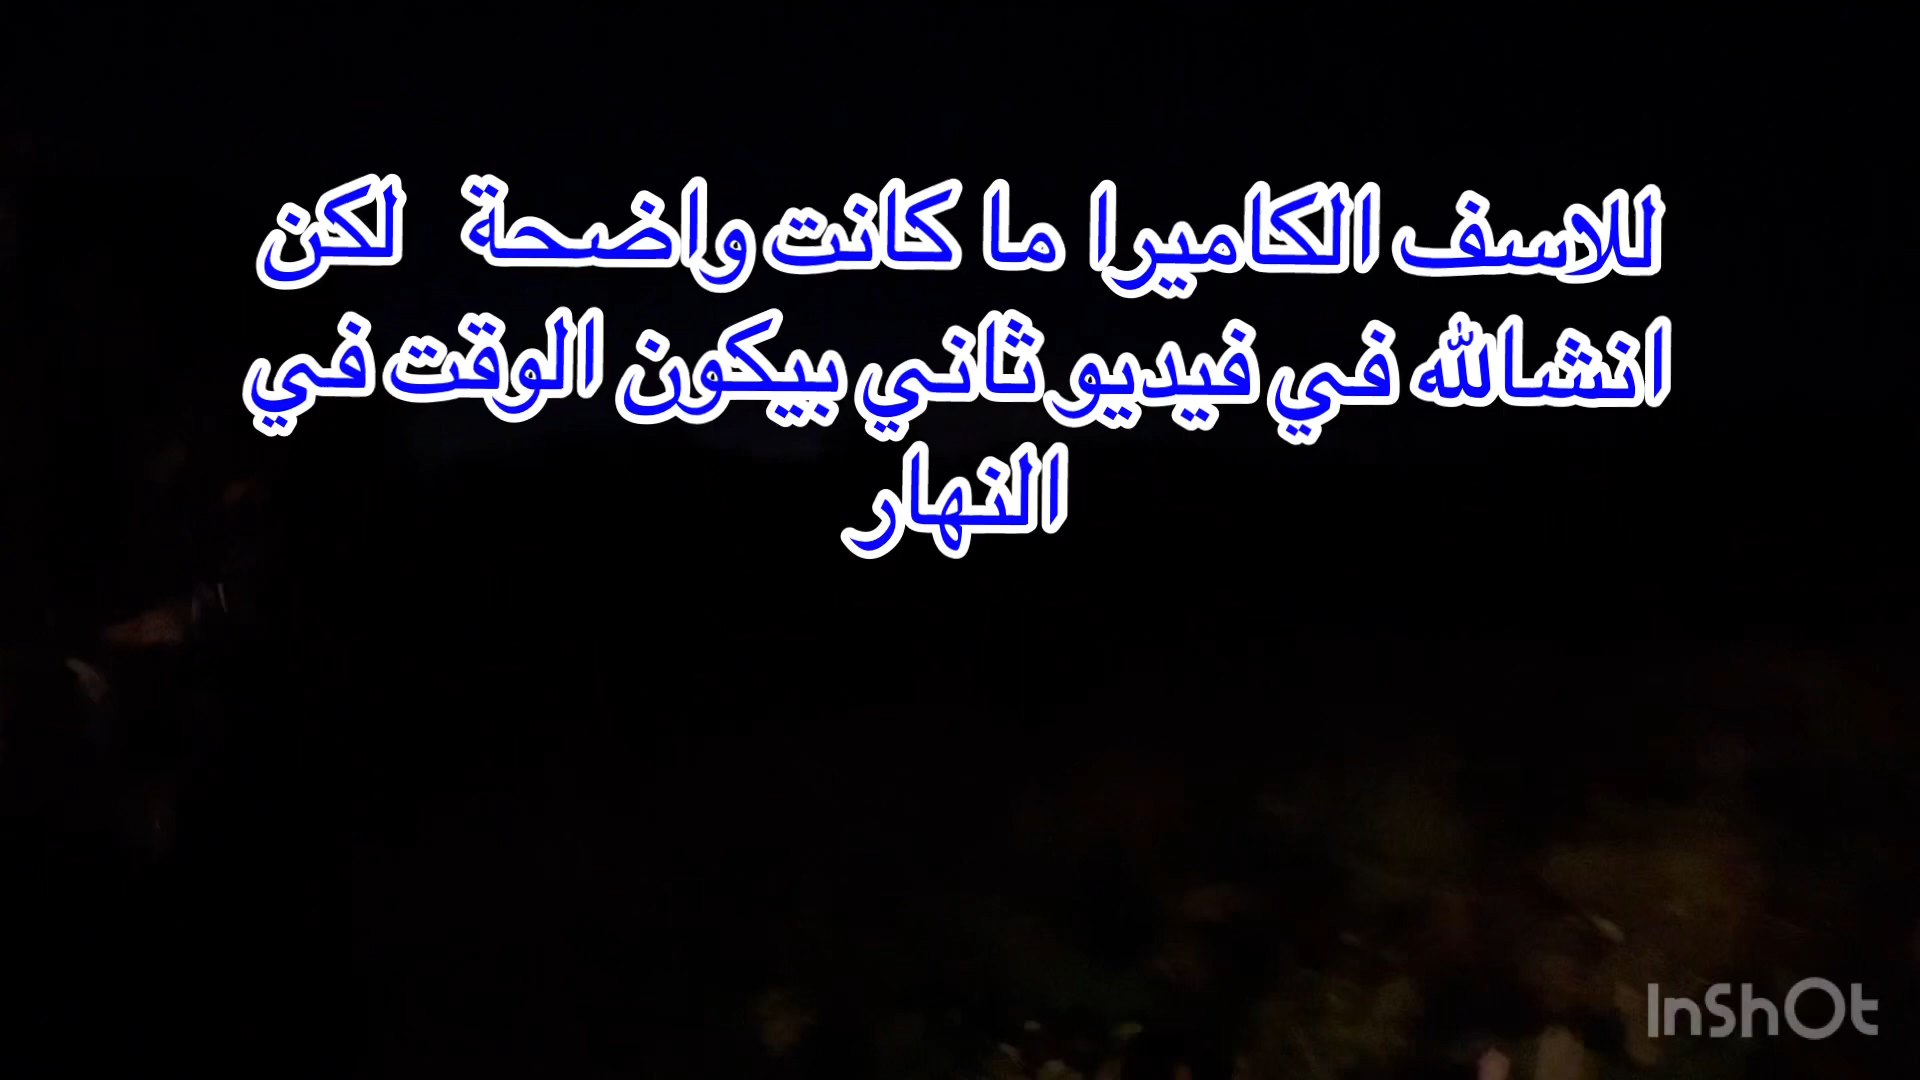 للاسف الكاميرا ما كانت واضحة لكن
انشالله في فيديو ثاني بيكون الوقت في
النهار
InShOt